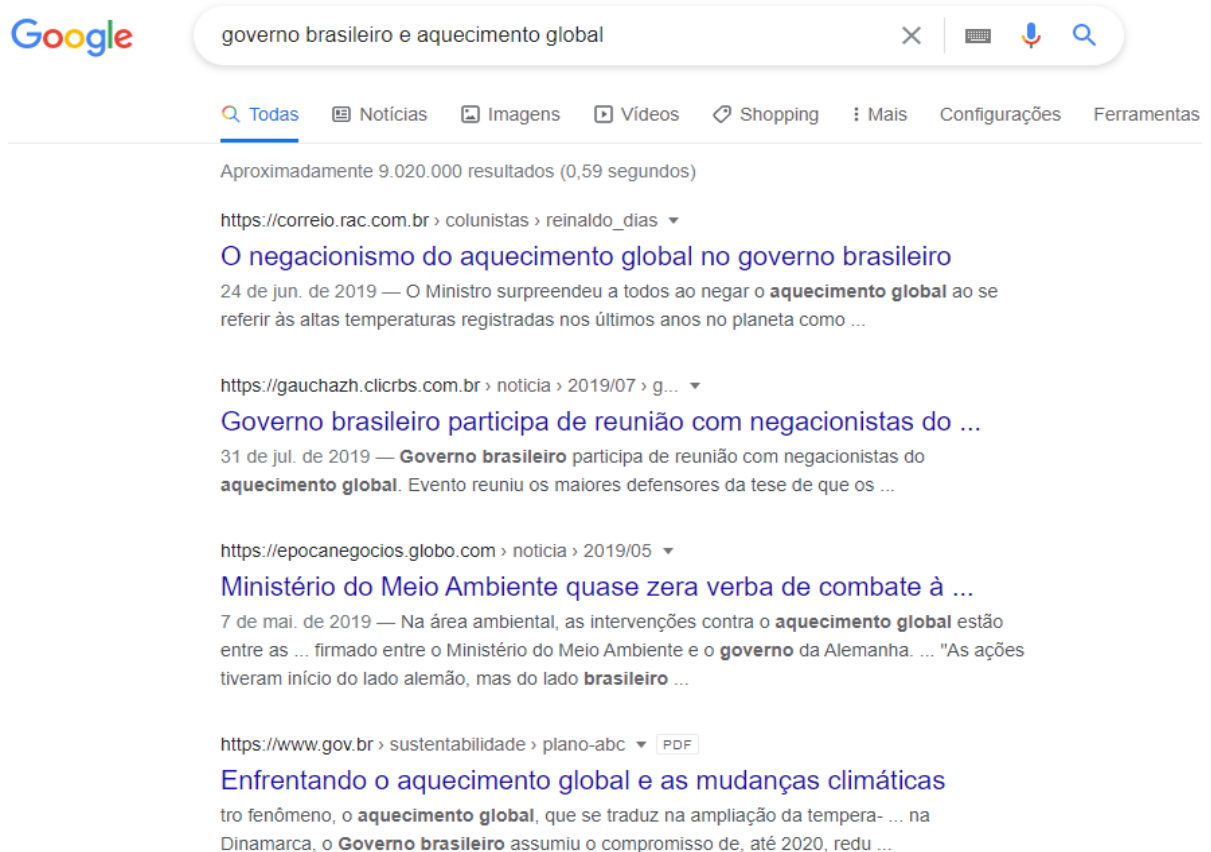 Google
governo brasileiro e aquecimento global
Todas Notícias Imagens Vídeos Shopping Mais Configurações Ferramentas
Aproximadamente 9.020.000 resultados (0,59 segundos)
https://correio.rac.com.br › colunistas › reinaldo_dias
O negacionismo do aquecimento global no governo brasileiro
24 de jun. de 2019 — O Ministro surpreendeu a todos ao negar o aquecimento global ao se
referir às altas temperaturas registradas nos últimos anos no planeta como ...
https://gauchazh.clicrbs.com.br › noticia › 2019/07 › g...
Governo brasileiro participa de reunião com negacionistas do ...
31 de jul. de 2019 — Governo brasileiro participa de reunião com negacionistas do
aquecimento global. Evento reuniu os maiores defensores da tese de que os ...
https://epocanegocios.globo.com › noticia › 2019/05
Ministério do Meio Ambiente quase zera verba de combate à ...
7 de mai. de 2019 — Na área ambiental, as intervenções contra o aquecimento global estão
entre as ... firmado entre o Ministério do Meio Ambiente e o governo da Alemanha. ... "As ações
tiveram início do lado alemão, mas do lado brasileiro ...
https://www.gov.br › sustentabilidade › plano-abc PDF
Enfrentando o aquecimento global e as mudanças climáticas
tro fenômeno, o aquecimento global, que se traduz na ampliação da tempera- ... na
Dinamarca, o Governo brasileiro assumiu o compromisso de, até 2020, redu ...